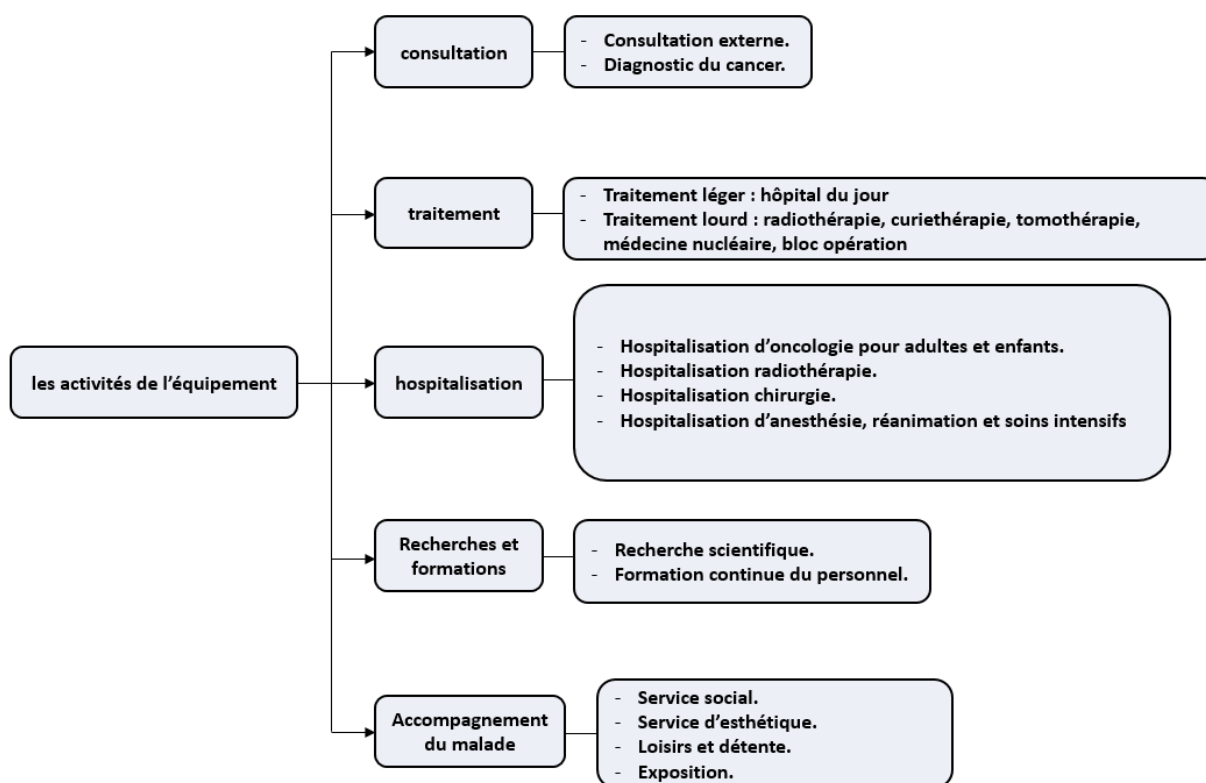 consultation
- Consultation externe.
- Diagnostic du cancer.
traitement
- Traitement léger : hôpital du jour
- Traitement lourd : radiothérapie, curiethérapie, tomothérapie,
médecine nucléaire, bloc opération
les activités de l'équipement
hospitalisation
- Hospitalisation d'oncologie pour adultes et enfants.
- Hospitalisation radiothérapie.
- Hospitalisation chirurgie.
- Hospitalisation d'anesthésie, réanimation et soins intensifs
Recherches et
formations
- Recherche scientifique.
- Formation continue du personnel.
Accompagnement
du malade
- Service social.
- Service d'esthétique.
- Loisirs et détente.
- Exposition.